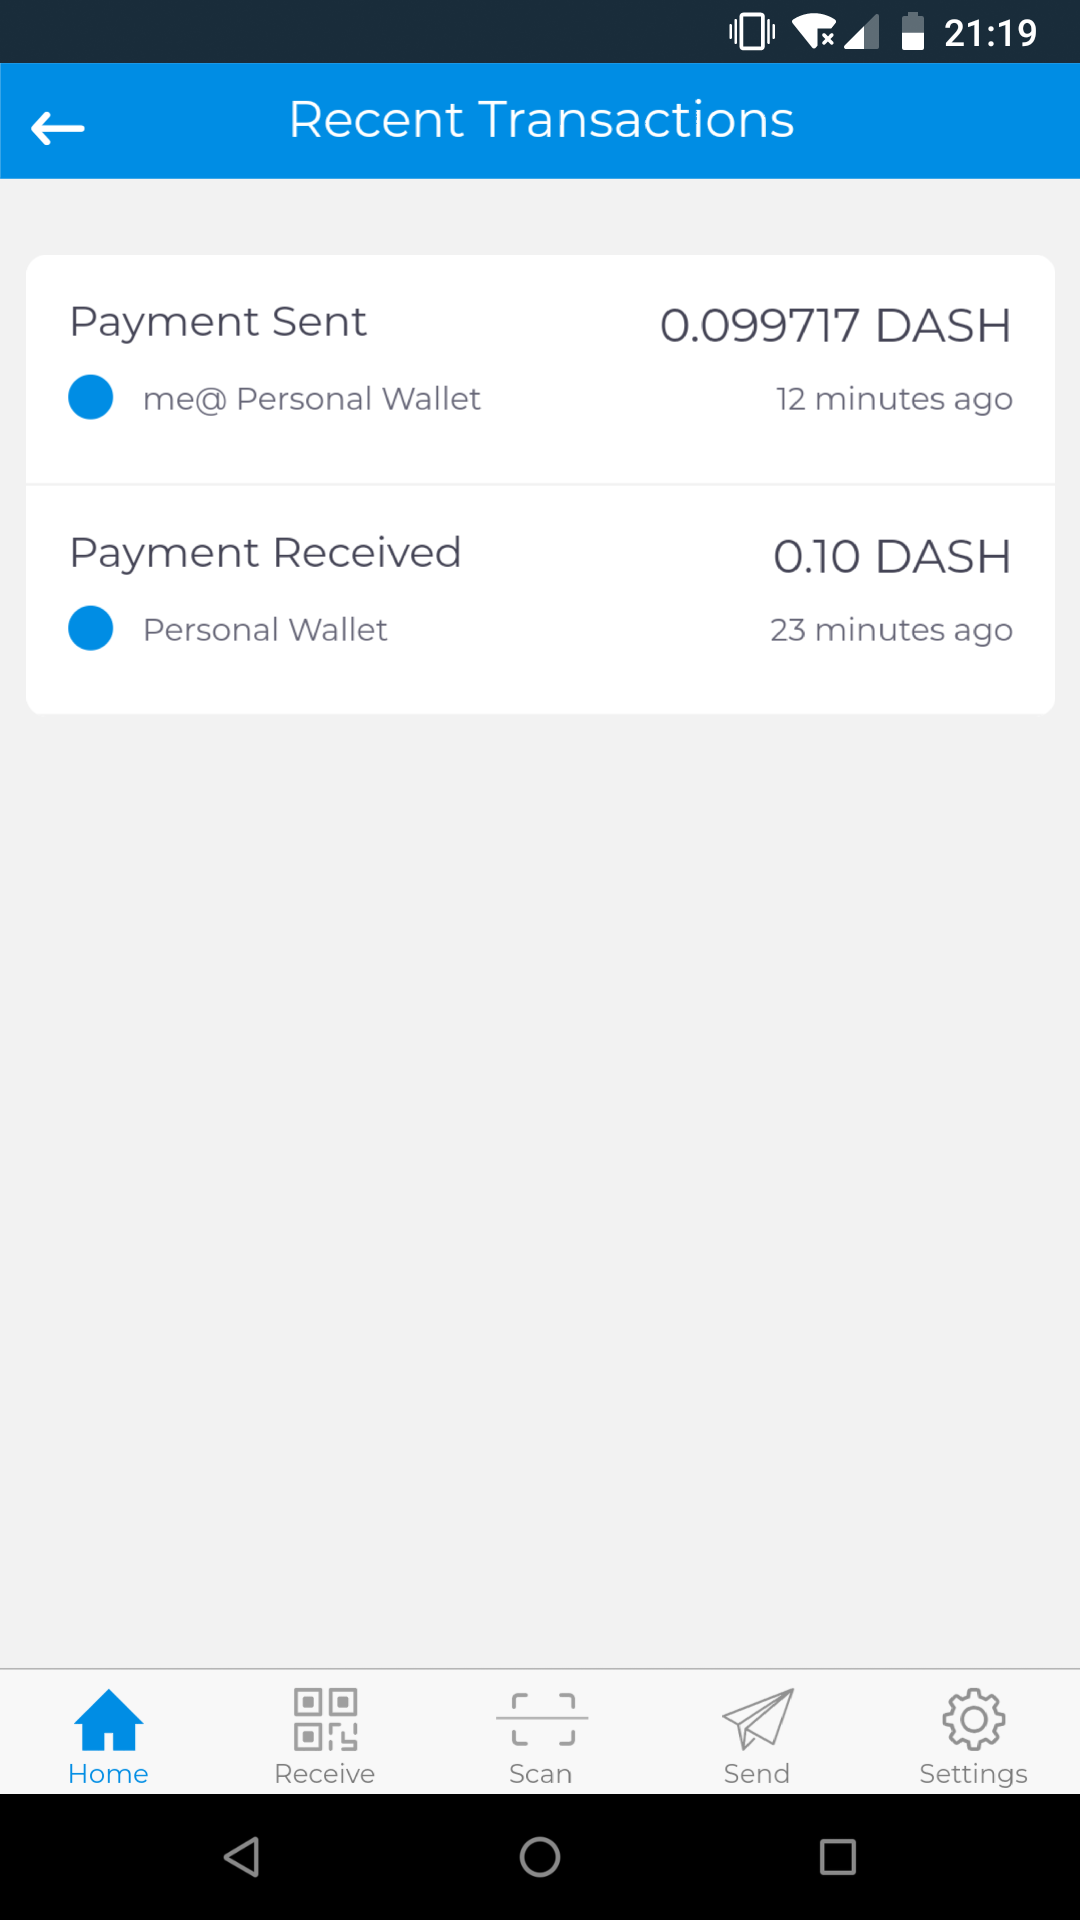 21:19
Recent Transactions
Payment Sent
0.099717 DASH
me@ Personal Wallet
12 minutes ago
Payment Received
0.10 DASH
Personal Wallet
23 minutes ago
Home
Receive
Scan
Send
Settings